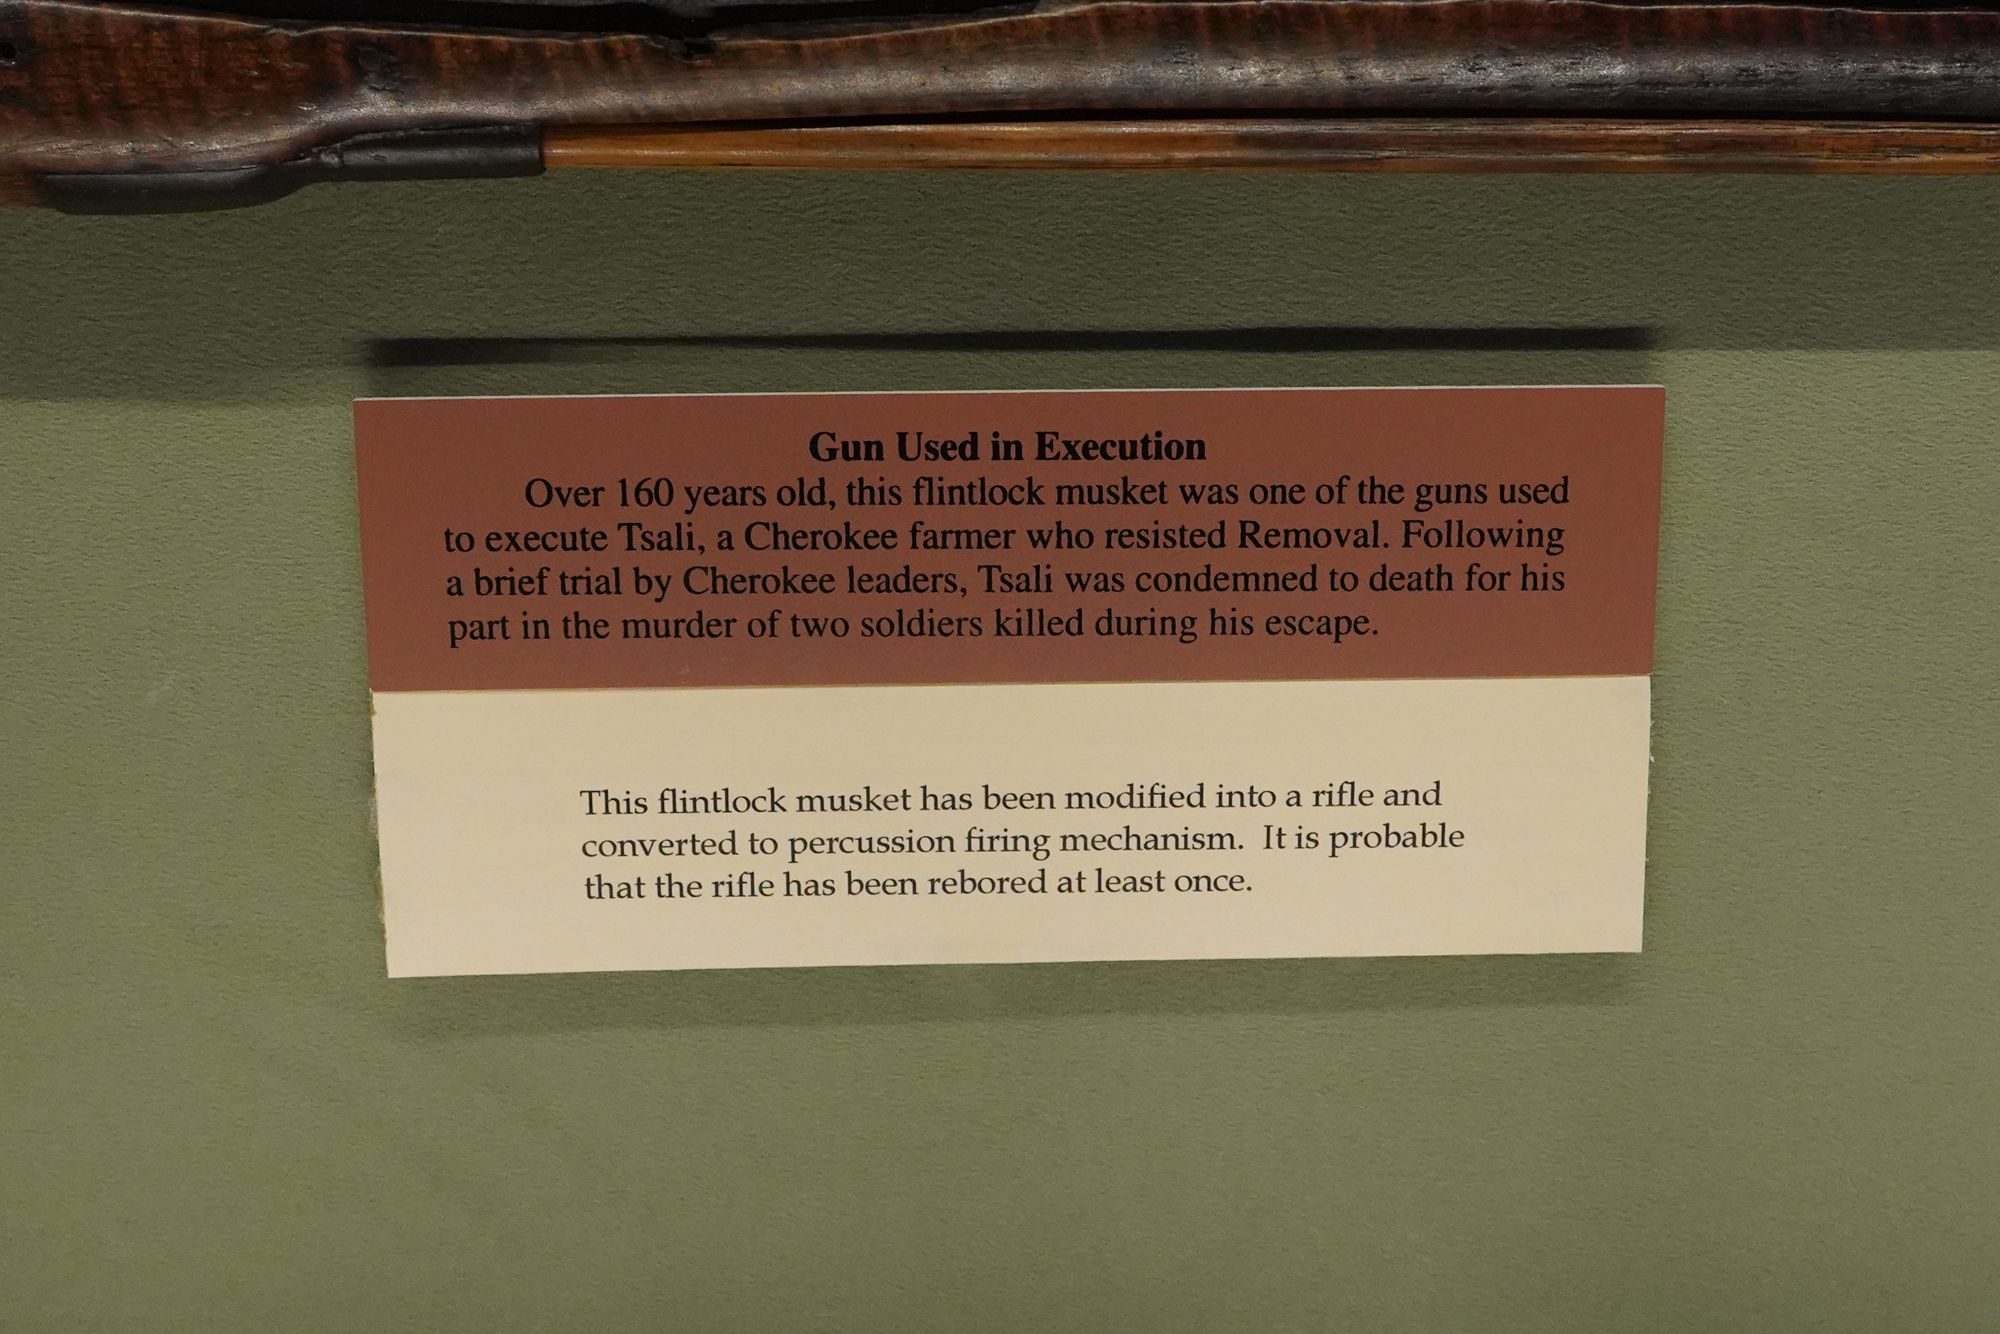 Gun Used in Execution
Over 160 years old, this flintlock musket was one of the guns used
to execute Tsali, a Cherokee farmer who resisted Removal. Following
a brief trial by Cherokee leaders, Tsali was condemned to death for his
part in the murder of two soldiers killed during his escape.
This flintlock musket has been modified into a rifle and
converted to percussion firing mechanism.  It is probable
that the rifle has been rebored at least once.